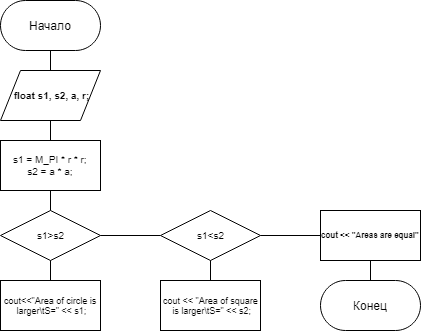 Начало
float s1, s2, a, r;
s1 = M_PI * r * r;
s2 = a * a;
s1>s2
s1<s2
cout << "Areas are equal"
cout<<"Area of circle is
larger\tS=" << s1;
cout << "Area of square
is larger\tS=" << s2;
Конец